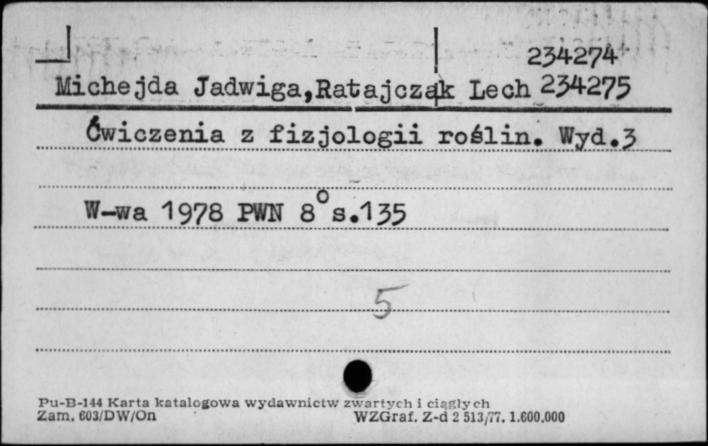 234274+
Michejda Jadwiga,Ratajczak Lech 234275
Ćwiczenia z fizjologii roślin. Wyd.3
W-wa 1978 PWN 8° s.135
5
Pu-B-144 Karta katalogowa wydawnictw zwartych i ciągłych
Zam. 603/DW/On WZGraf. Z-d 2 513/77. 1.600.000